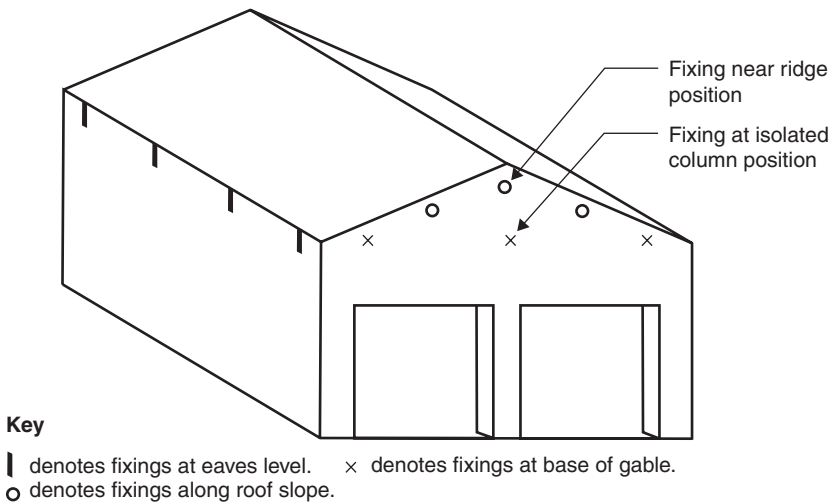 Fixing near ridge
position
Fixing at isolated
column position
Key
denotes fixings at eaves level. × denotes fixings at base of gable.
denotes fixings along roof slope.